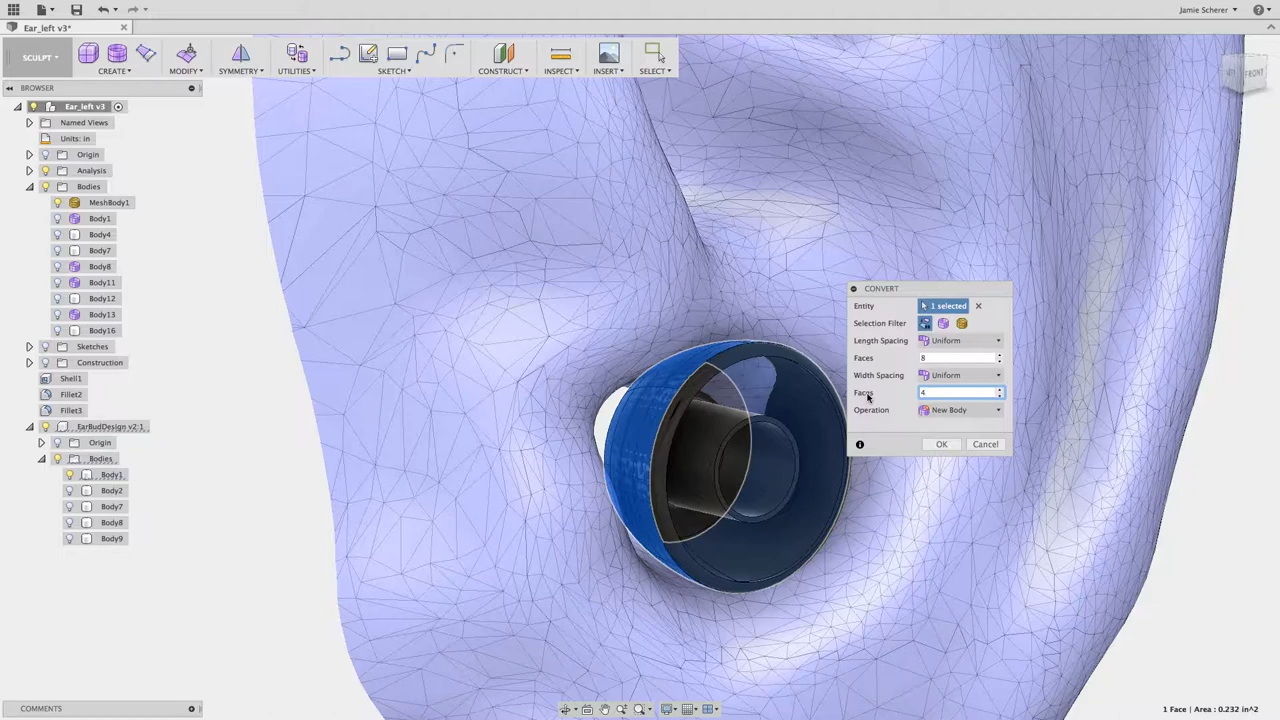 Jamie Scherer
Ear_left v3*
SCULPT
CREATE
MODIFY
SYMMETRY
UTILITIES
SKETCH
CONSTRUCT
INSPECT
INSERT
SELECT
BROWSER
Ear_left v3
Named Views
Units: in
Origin
Analysis
Bodies
MeshBody1
Body1
Body4
Body7
Body8
Body11
Body12
Body13
Body16
Sketches
Construction
Shell1
Fillet2
Fillet3
EarBudDesign v2:1
Origin
Bodies
Body1
Body2
Body7
Body8
Body9
FRONT
CONVERT
Entity 1 selected
Selection Filter
Length Spacing Uniform
Faces 8
Width Spacing Uniform
Faces 4
Operation New Body
OK Cancel
COMMENTS
1 Face | Area : 0.232 in^2